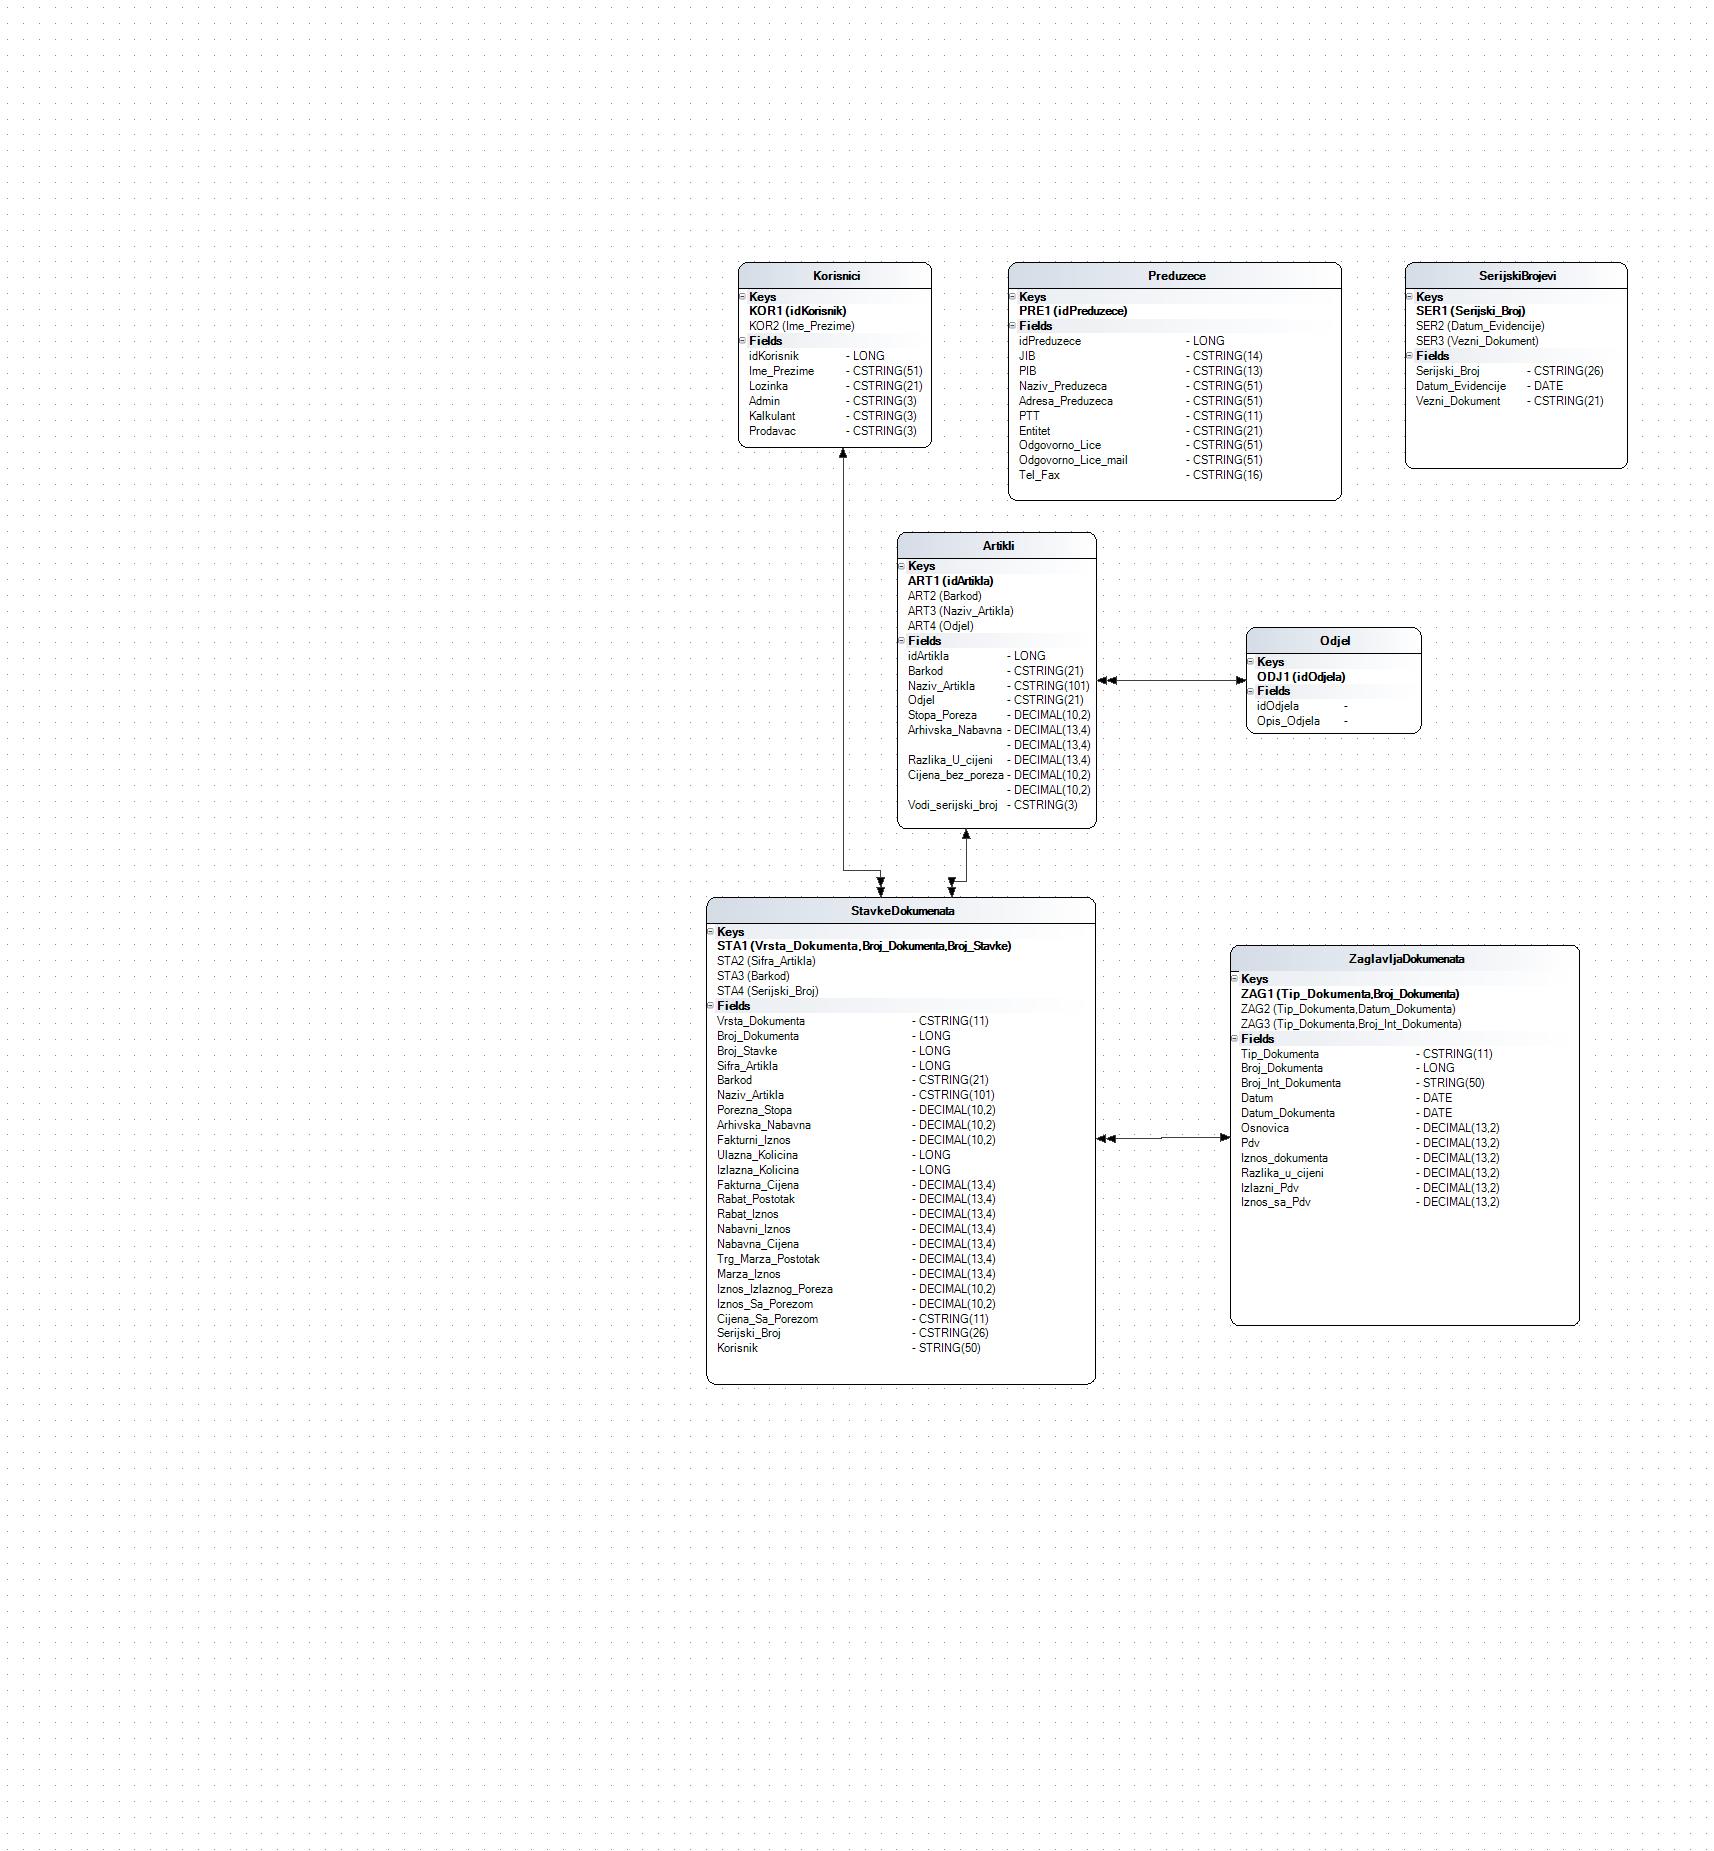 Korisnici
Keys
KOR1 (idKorisnik)
KOR2 (Ime_Prezime)
Fields
idKorisnik - LONG
Ime_Prezime - CSTRING(51)
Lozinka - CSTRING(21)
Admin - CSTRING(3)
Kalkulant - CSTRING(3)
Prodavac - CSTRING(3)
Preduzece
Keys
PRE1 (idPreduzece)
Fields
idPreduzece - LONG
JIB - CSTRING(14)
PIB - CSTRING(13)
Naziv_Preduzeca - CSTRING(51)
Adresa_Preduzeca - CSTRING(51)
PTT - CSTRING(11)
Entitet - CSTRING(21)
Odgovorno_Lice - CSTRING(51)
Odgovorno_Lice_mail - CSTRING(51)
Tel_Fax - CSTRING(16)
SerijskiBrojevi
Keys
SER1 (Serijski_Broj)
SER2 (Datum_Evidencije)
SER3 (Vezni_Dokument)
Fields
Serijski_Broj - CSTRING(26)
Datum_Evidencije - DATE
Vezni_Dokument - CSTRING(21)
Artikli
Keys
ART1 (idArtikla)
ART2 (Barkod)
ART3 (Naziv_Artikla)
ART4 (Odjel)
Fields
idArtikla - LONG
Barkod - CSTRING(21)
Naziv_Artikla - CSTRING(101)
Odjel - CSTRING(21)
Stopa_Poreza - DECIMAL(10,2)
Arhivska_Nabavna - DECIMAL(13,4)
- DECIMAL(13,4)
Razlika_U_cijeni - DECIMAL(13,4)
Cijena_bez_poreza - DECIMAL(10,2)
- DECIMAL(10,2)
Vodi_serijski_broj - CSTRING(3)
Odjel
Keys
ODJ1 (idOdjela)
Fields
idOdjela -
Opis_Odjela -
StavkeDokumenata
Keys
STA1 (Vrsta_Dokumenta,Broj_Dokumenta,Broj_Stavke)
STA2 (Sifra_Artikla)
STA3 (Barkod)
STA4 (Serijski_Broj)
Fields
Vrsta_Dokumenta - CSTRING(11)
Broj_Dokumenta - LONG
Broj_Stavke - LONG
Sifra_Artikla - LONG
Barkod - CSTRING(21)
Naziv_Artikla - CSTRING(101)
Porezna_Stopa - DECIMAL(10,2)
Arhivska_Nabavna - DECIMAL(10,2)
Fakturni_Iznos - DECIMAL(10,2)
Ulazna_Kolicina - LONG
Izlazna_Kolicina - LONG
Fakturna_Cijena - DECIMAL(13,4)
Rabat_Postotak - DECIMAL(13,4)
Rabat_Iznos - DECIMAL(13,4)
Nabavni_Iznos - DECIMAL(13,4)
Nabavna_Cijena - DECIMAL(13,4)
Trg_Marza_Postotak - DECIMAL(13,4)
Marza_Iznos - DECIMAL(13,4)
Iznos_Izlaznog_Poreza - DECIMAL(10,2)
Iznos_Sa_Porezom - DECIMAL(10,2)
Cijena_Sa_Porezom - CSTRING(11)
Serijski_Broj - CSTRING(26)
Korisnik - STRING(50)
ZaglavljaDokumenata
Keys
ZAG1 (Tip_Dokumenta,Broj_Dokumenta)
ZAG2 (Tip_Dokumenta,Datum_Dokumenta)
ZAG3 (Tip_Dokumenta,Broj_Int_Dokumenta)
Fields
Tip_Dokumenta - CSTRING(11)
Broj_Dokumenta - LONG
Broj_Int_Dokumenta - STRING(50)
Datum - DATE
Datum_Dokumenta - DATE
Osnovica - DECIMAL(13,2)
Pdv - DECIMAL(13,2)
Iznos_dokumenta - DECIMAL(13,2)
Razlika_u_cijeni - DECIMAL(13,2)
Izlazni_Pdv - DECIMAL(13,2)
Iznos_sa_Pdv - DECIMAL(13,2)